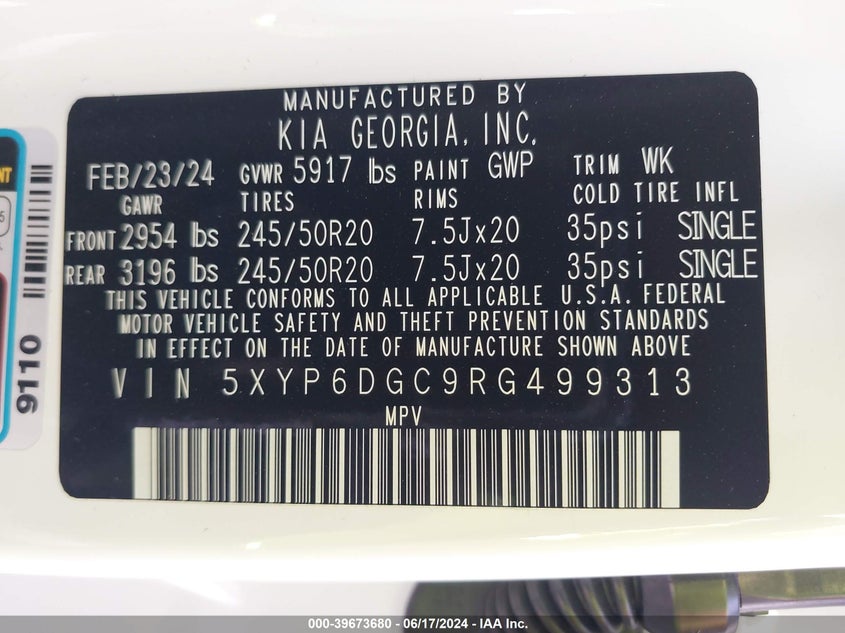 MANUFACTURED BY
KIA GEORGIA, INC.
FEB/23/24 GVWR 5917 lbs PAINT GWP TRIM WK
GAWR TIRES RIMS COLD TIRE INFL
FRONT 2954 lbs 245/50R20 7.5Jx20 35psi SINGLE
REAR 3196 lbs 245/50R20 7.5Jx20 35psi SINGLE
THIS VEHICLE CONFORMS TO ALL APPLICABLE U.S.A. FEDERAL
MOTOR VEHICLE SAFETY AND THEFT PREVENTION STANDARDS
IN EFFECT ON THE DATE OF MANUFACTURE SHOWN ABOVE
VIN 5XYP6DGC9RG499313
MPV
9110
000-39673680 / 06/17/2024 - IAA Inc.